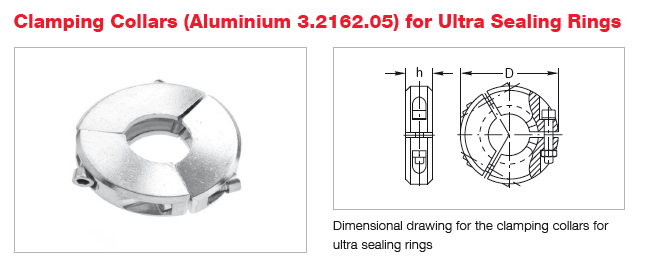 Clamping Collars (Aluminium 3.2162.05) for Ultra Sealing Rings
h
D
Dimensional drawing for the clamping collars for
ultra sealing rings